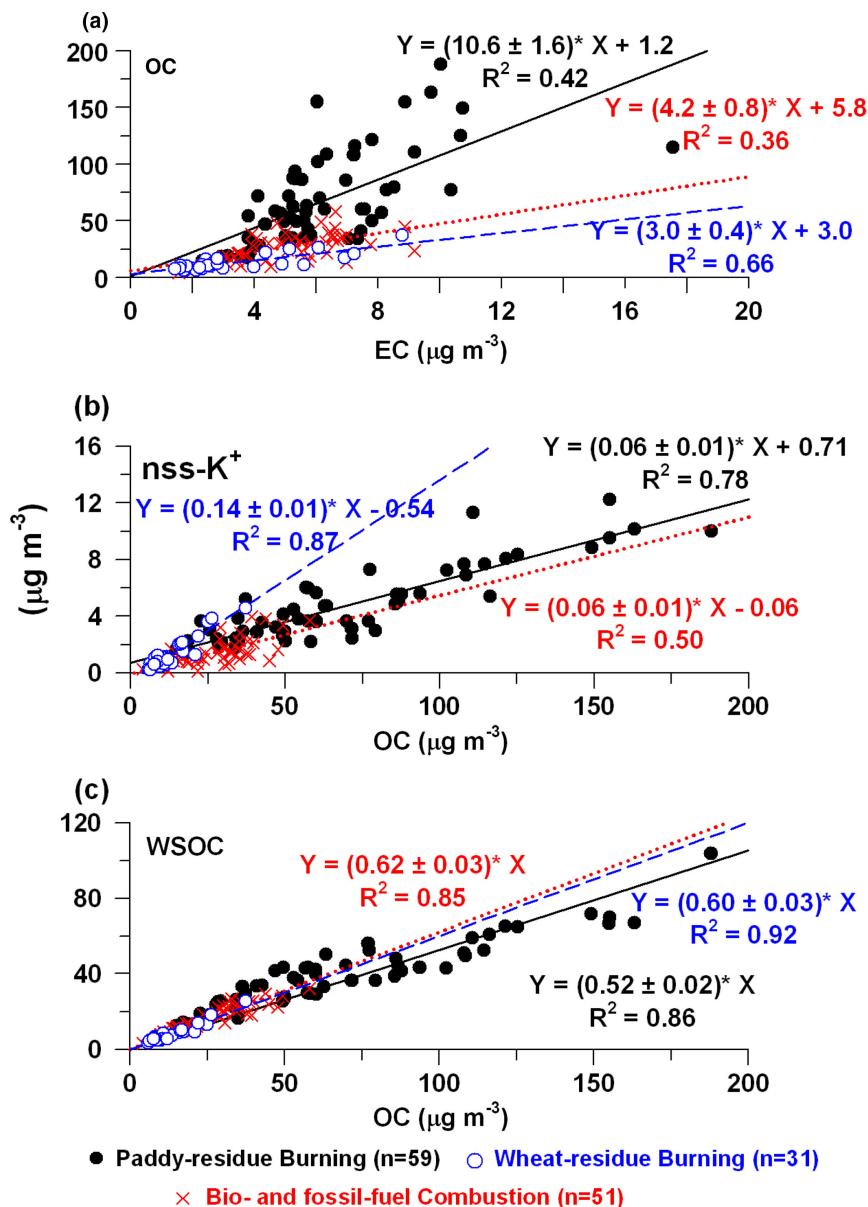 (a)
OC
Y = (10.6 ± 1.6)* X + 1.2
R² = 0.42
Y = (4.2 ± 0.8)* X + 5.8
R² = 0.36
Y = (3.0 ± 0.4)* X + 3.0
R² = 0.66
200
150
100
50
0
4
8
12
16
20
EC (µg m⁻³)
(b)
nss-K⁺
Y = (0.06 ± 0.01)* X + 0.71
R² = 0.78
Y = (0.14 ± 0.01)* X - 0.54
R² = 0.87
Y = (0.06 ± 0.01)* X - 0.06
R² = 0.50
(µg m⁻³)
16
12
8
4
0
0
50
100
150
200
OC (µg m⁻³)
(c)
WSOC
Y = (0.62 ± 0.03)* X
R² = 0.85
Y = (0.60 ± 0.03)* X
R² = 0.92
Y = (0.52 ± 0.02)* X
R² = 0.86
120
80
40
0
0
50
100
150
200
OC (µg m⁻³)
Paddy-residue Burning (n=59)
Wheat-residue Burning (n=31)
Bio- and fossil-fuel Combustion (n=51)